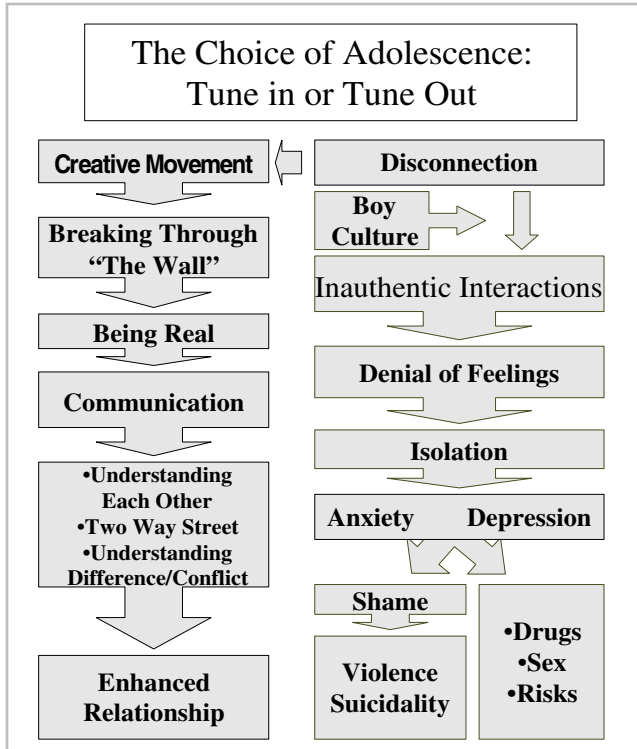 The Choice of Adolescence:
Tune in or Tune Out
Creative Movement
Breaking Through
“The Wall”
Being Real
Communication
•Understanding
Each Other
•Two Way Street
•Understanding
Difference/Conflict
Enhanced
Relationship
Disconnection
Boy
Culture
Inauthentic Interactions
Denial of Feelings
Isolation
Anxiety Depression
Shame
Violence
Suicidality
•Drugs
•Sex
•Risks